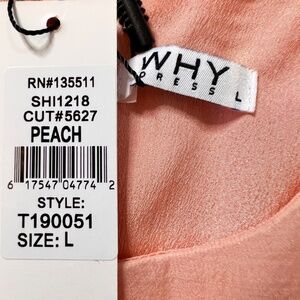 RN#135511
SHI1218
CUT#5627
PEACH
6 17547 04774 2
STYLE:
T190051
SIZE: L
WHY
DRESS L